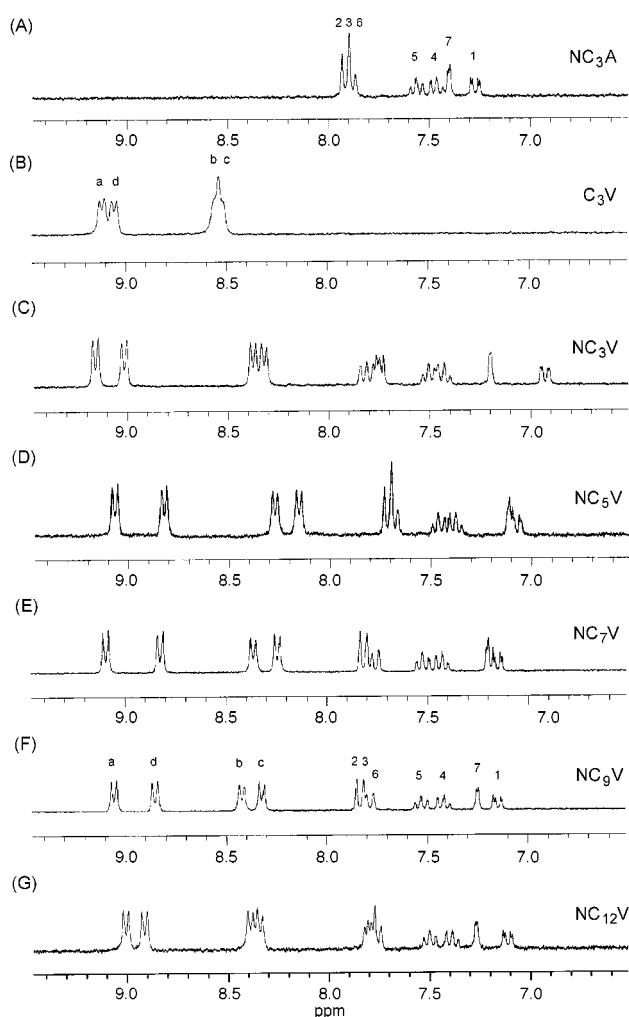 (A)
2 3 6
5 4 7 1
NC₃A
9.0 8.5 8.0 7.5 7.0
(B)
a d b c
C₃V
9.0 8.5 8.0 7.5 7.0
(C)
NC₃V
9.0 8.5 8.0 7.5 7.0
(D)
NC₅V
9.0 8.5 8.0 7.5 7.0
(E)
NC₇V
9.0 8.5 8.0 7.5 7.0
(F)
NC₉V
a d b c 2 3 6 5 4 7 1
9.0 8.5 8.0 7.5 7.0
(G)
NC₁₂V
9.0 8.5 8.0 7.5 7.0
ppm